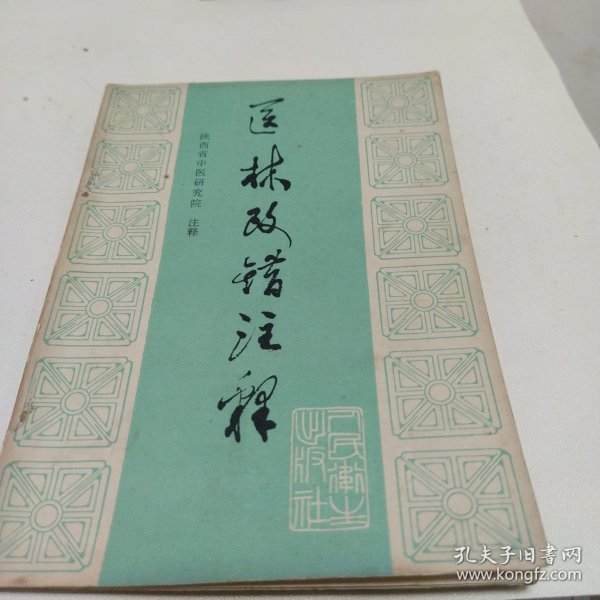 医林改错注释
陕西省中医研究院 注释
人民卫生
出版社
孔夫子旧书网
www.kongfz.com